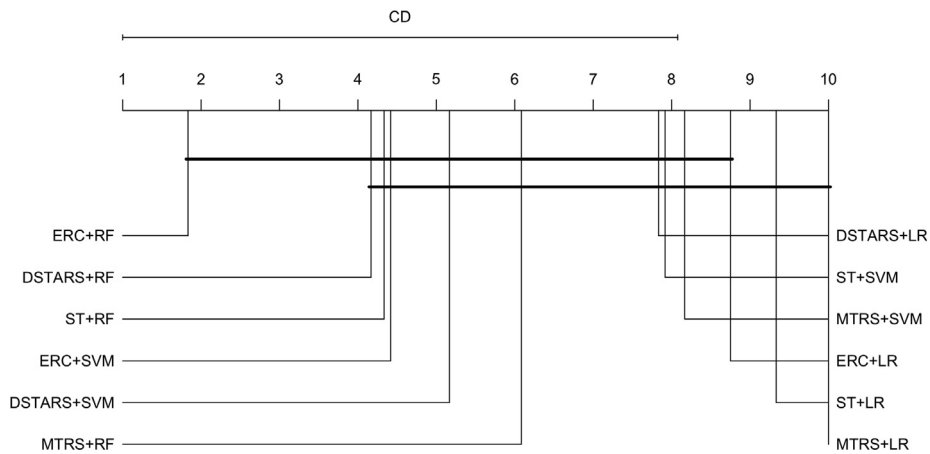 CD
1 2 3 4 5 6 7 8 9 10
ERC+RF
DSTARS+RF
ST+RF
ERC+SVM
DSTARS+SVM
MTRS+RF
DSTARS+LR
ST+SVM
MTRS+SVM
ERC+LR
ST+LR
MTRS+LR